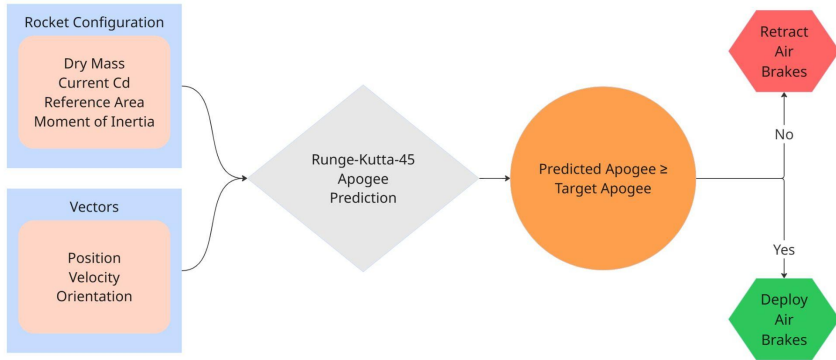 Rocket Configuration
Dry Mass
Current Cd
Reference Area
Moment of Inertia
Vectors
Position
Velocity
Orientation
Runge-Kutta-45
Apogee
Prediction
Predicted Apogee ≥
Target Apogee
Retract
Air
Brakes
No
Yes
Deploy
Air
Brakes